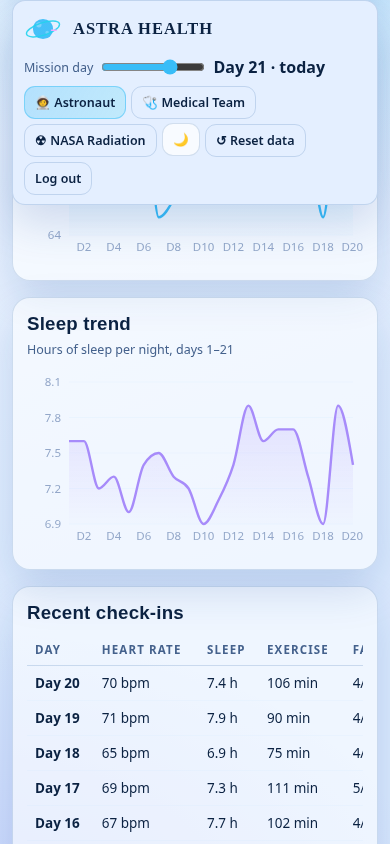 ASTRA HEALTH
Mission day Day 21 · today
🧑‍🚀 Astronaut 🩺 Medical Team
☢ NASA Radiation 🌙 ↺ Reset data
Log out
64
D2 D4 D6 D8 D10 D12 D14 D16 D18 D20
Sleep trend
Hours of sleep per night, days 1–21
8.1
7.8
7.5
7.2
6.9
D2 D4 D6 D8 D10 D12 D14 D16 D18 D20
Recent check-ins
DAY HEART RATE SLEEP EXERCISE
Day 20 70 bpm 7.4 h 106 min 4/
Day 19 71 bpm 7.9 h 90 min 4/
Day 18 65 bpm 6.9 h 75 min 4/
Day 17 69 bpm 7.3 h 111 min 5/
Day 16 67 bpm 7.7 h 102 min 4/